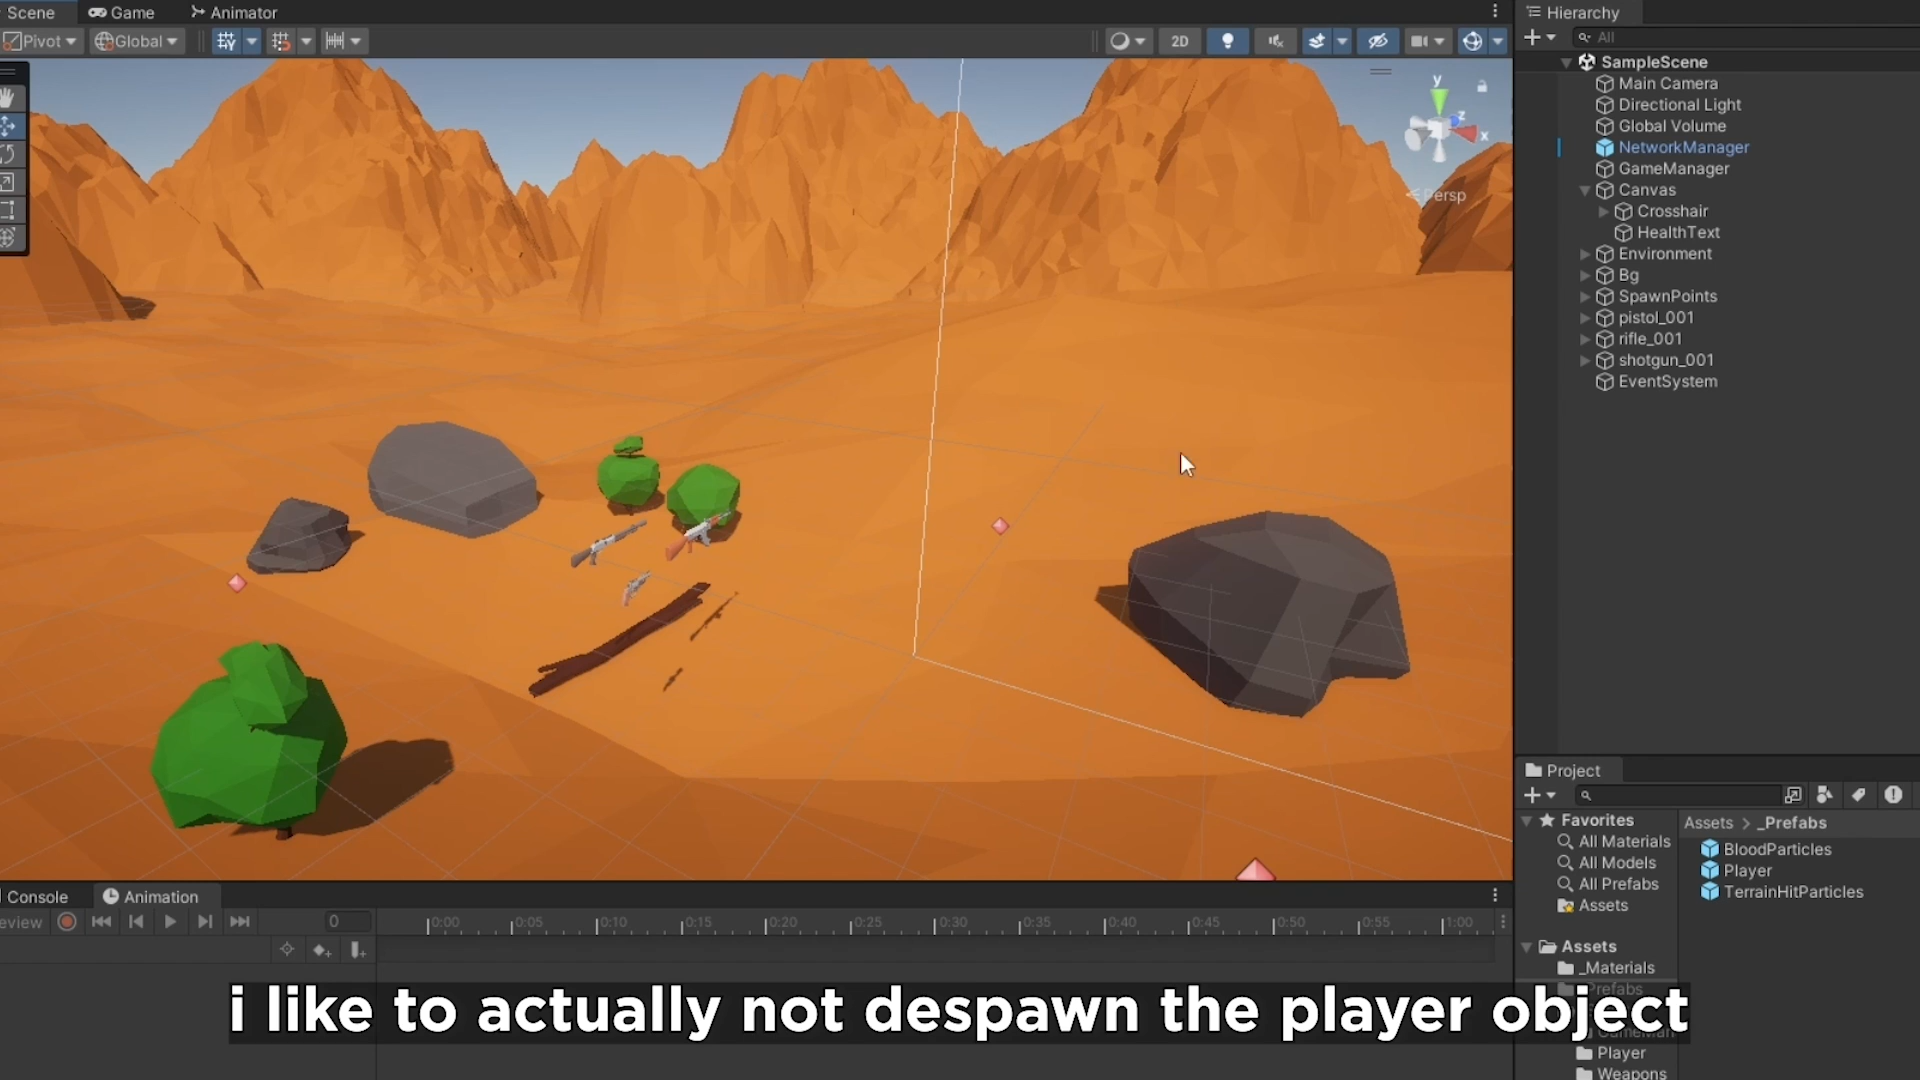 Scene
Game
Animator
Pivot
Global
2D
y
z
x
Persp
Hierarchy
All
SampleScene
Main Camera
Directional Light
Global Volume
NetworkManager
GameManager
Canvas
Crosshair
HealthText
Environment
Bg
SpawnPoints
pistol_001
rifle_001
shotgun_001
EventSystem
Console
Animation
eview
0
0:00
0:05
0:10
0:15
0:20
0:25
0:30
0:35
0:40
0:45
0:50
0:55
1:00
Project
Favorites
All Materials
All Models
All Prefabs
Assets
Assets
_Materials
Player
Weapons
Assets > _Prefabs
BloodParticles
Player
TerrainHitParticles
i like to actually not despawn the player object